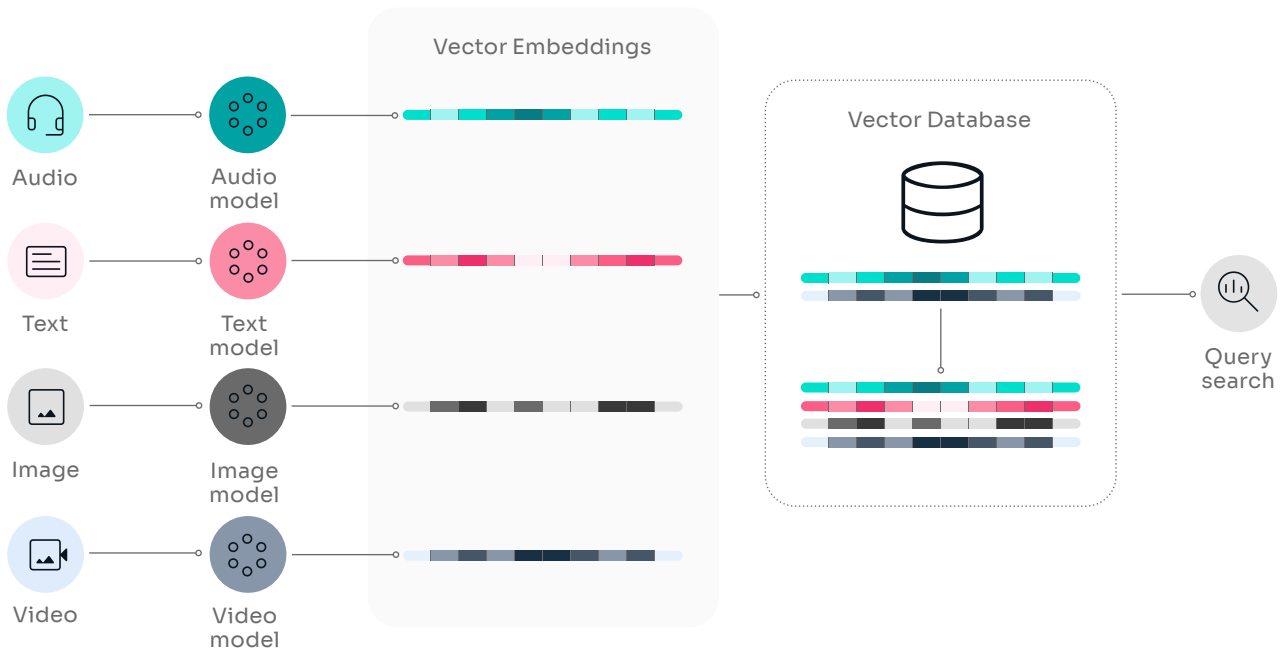 Vector Embeddings
Vector Database
Audio
Audio
model
Text
Text
model
Query
search
Image
Image
model
Video
Video
model